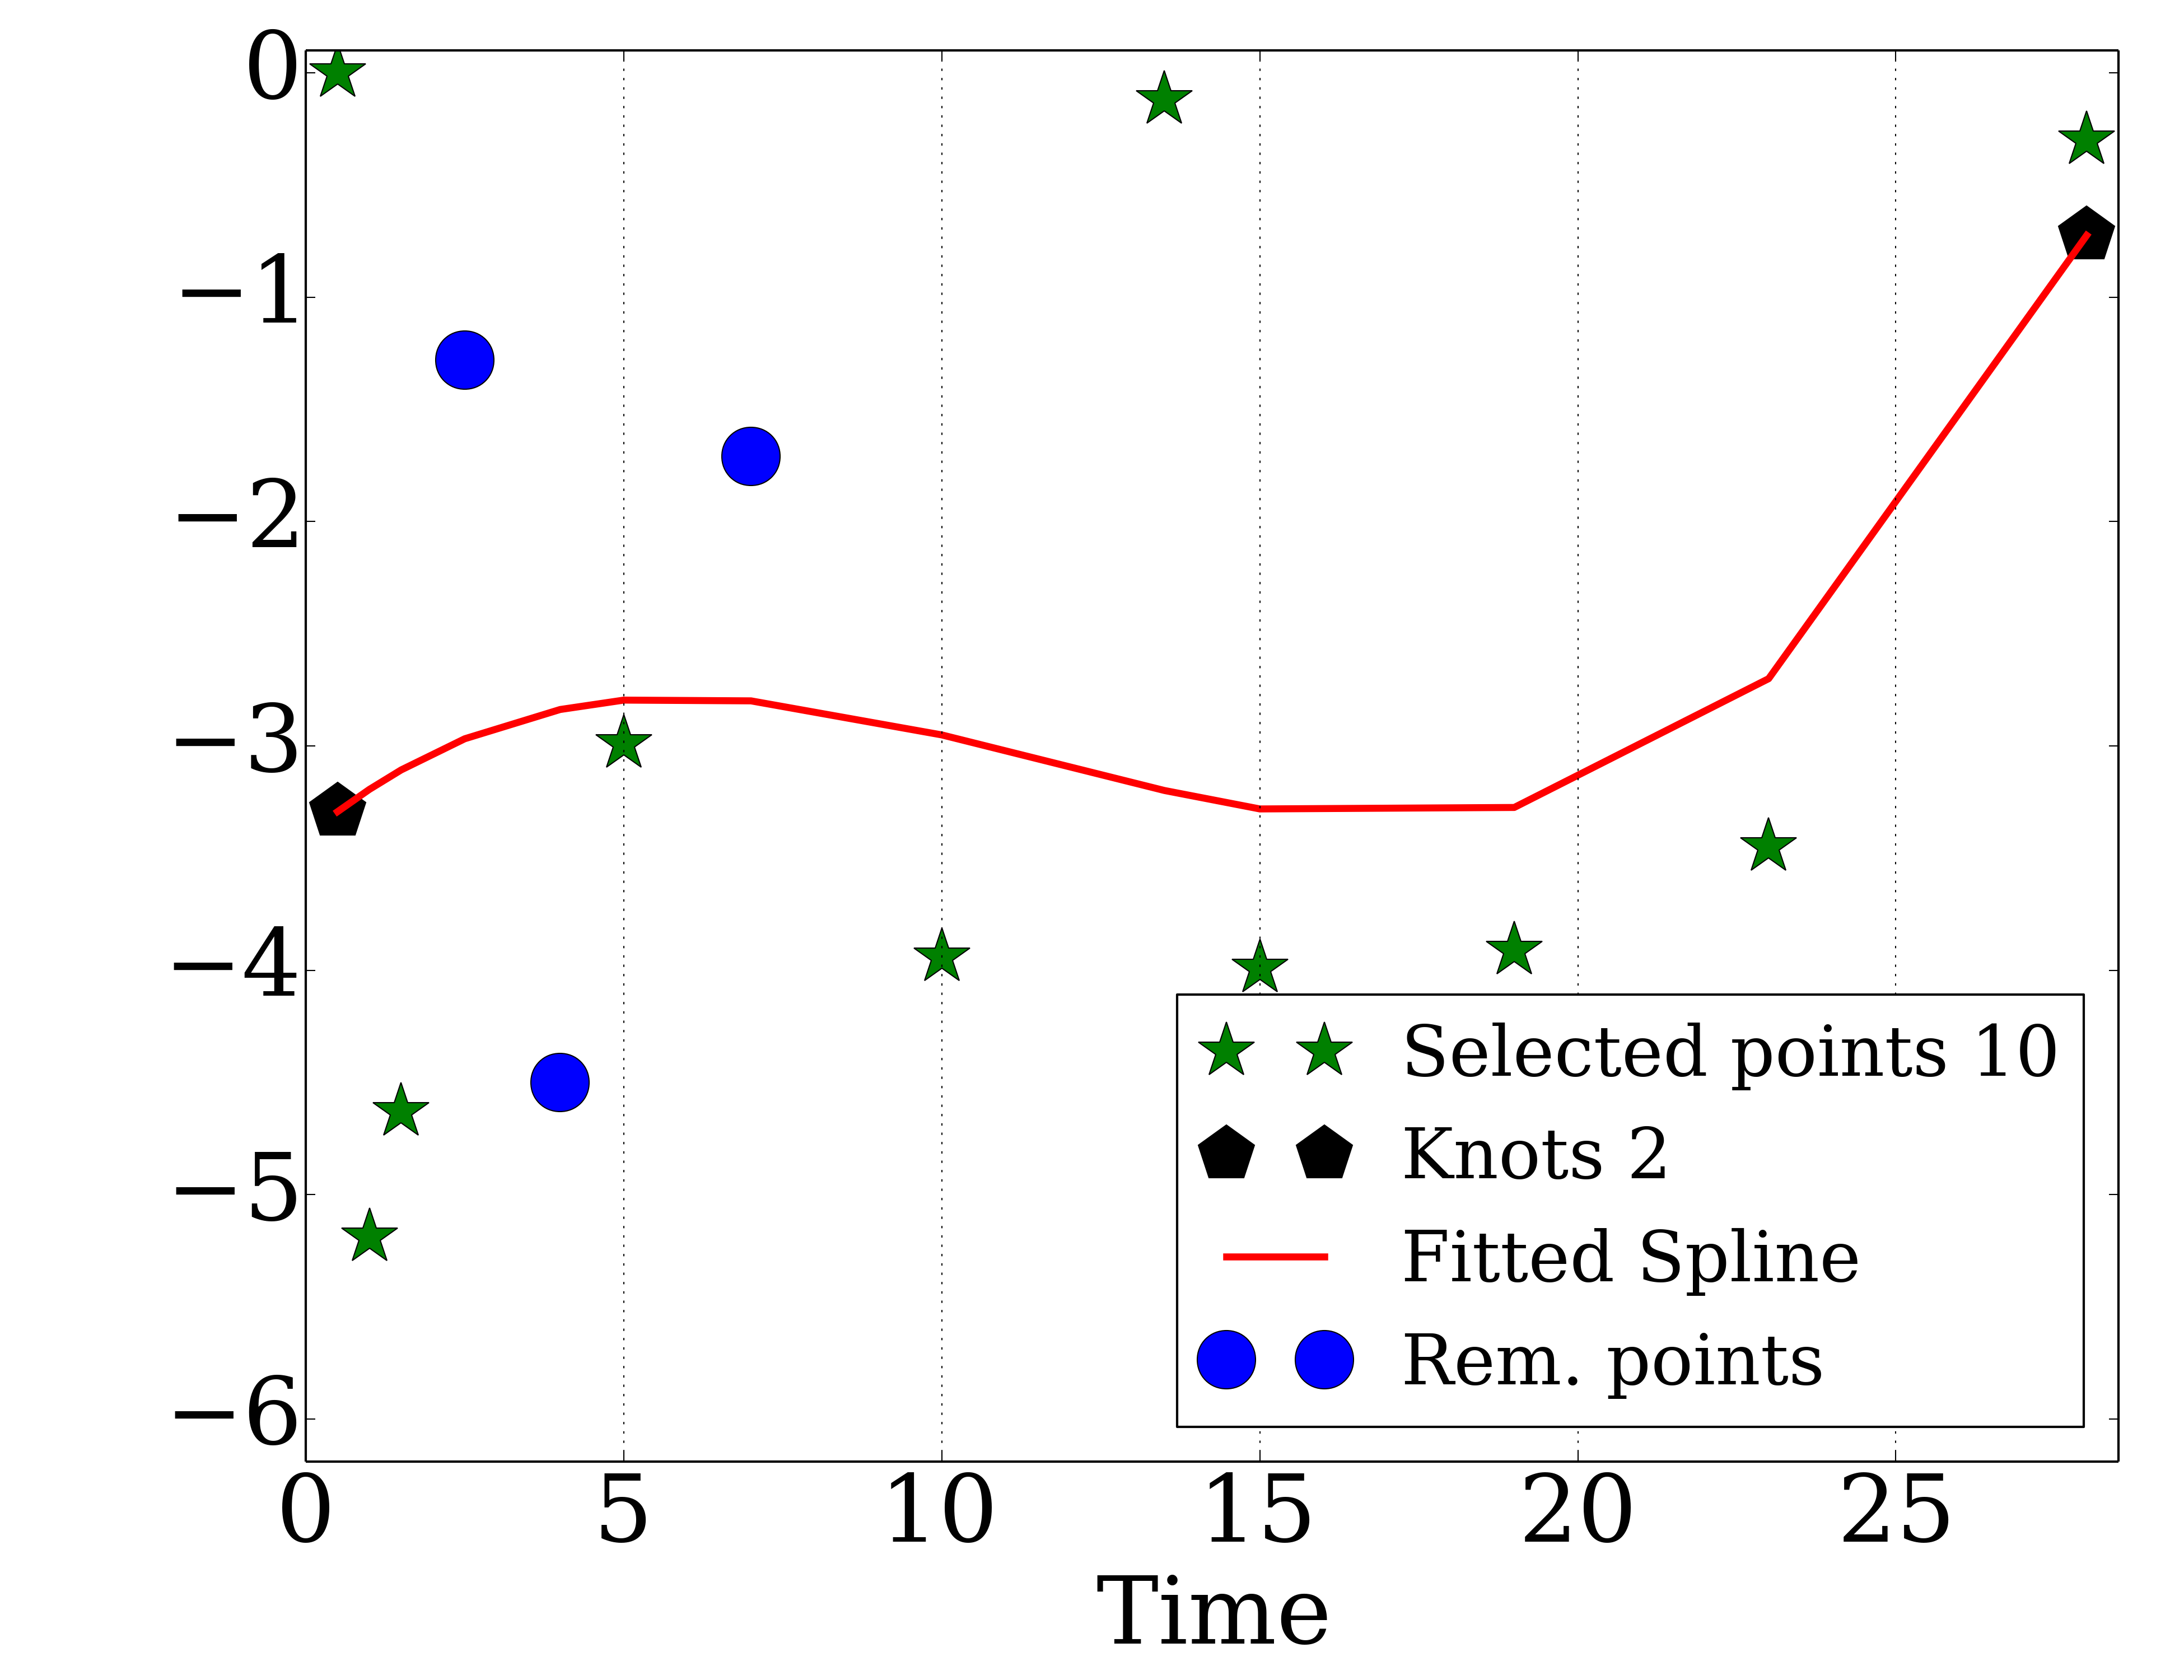 0
−1
−2
−3
−4
−5
−6
0 5 10 15 20 25
Time
Selected points 10
Knots 2
Fitted Spline
Rem. points